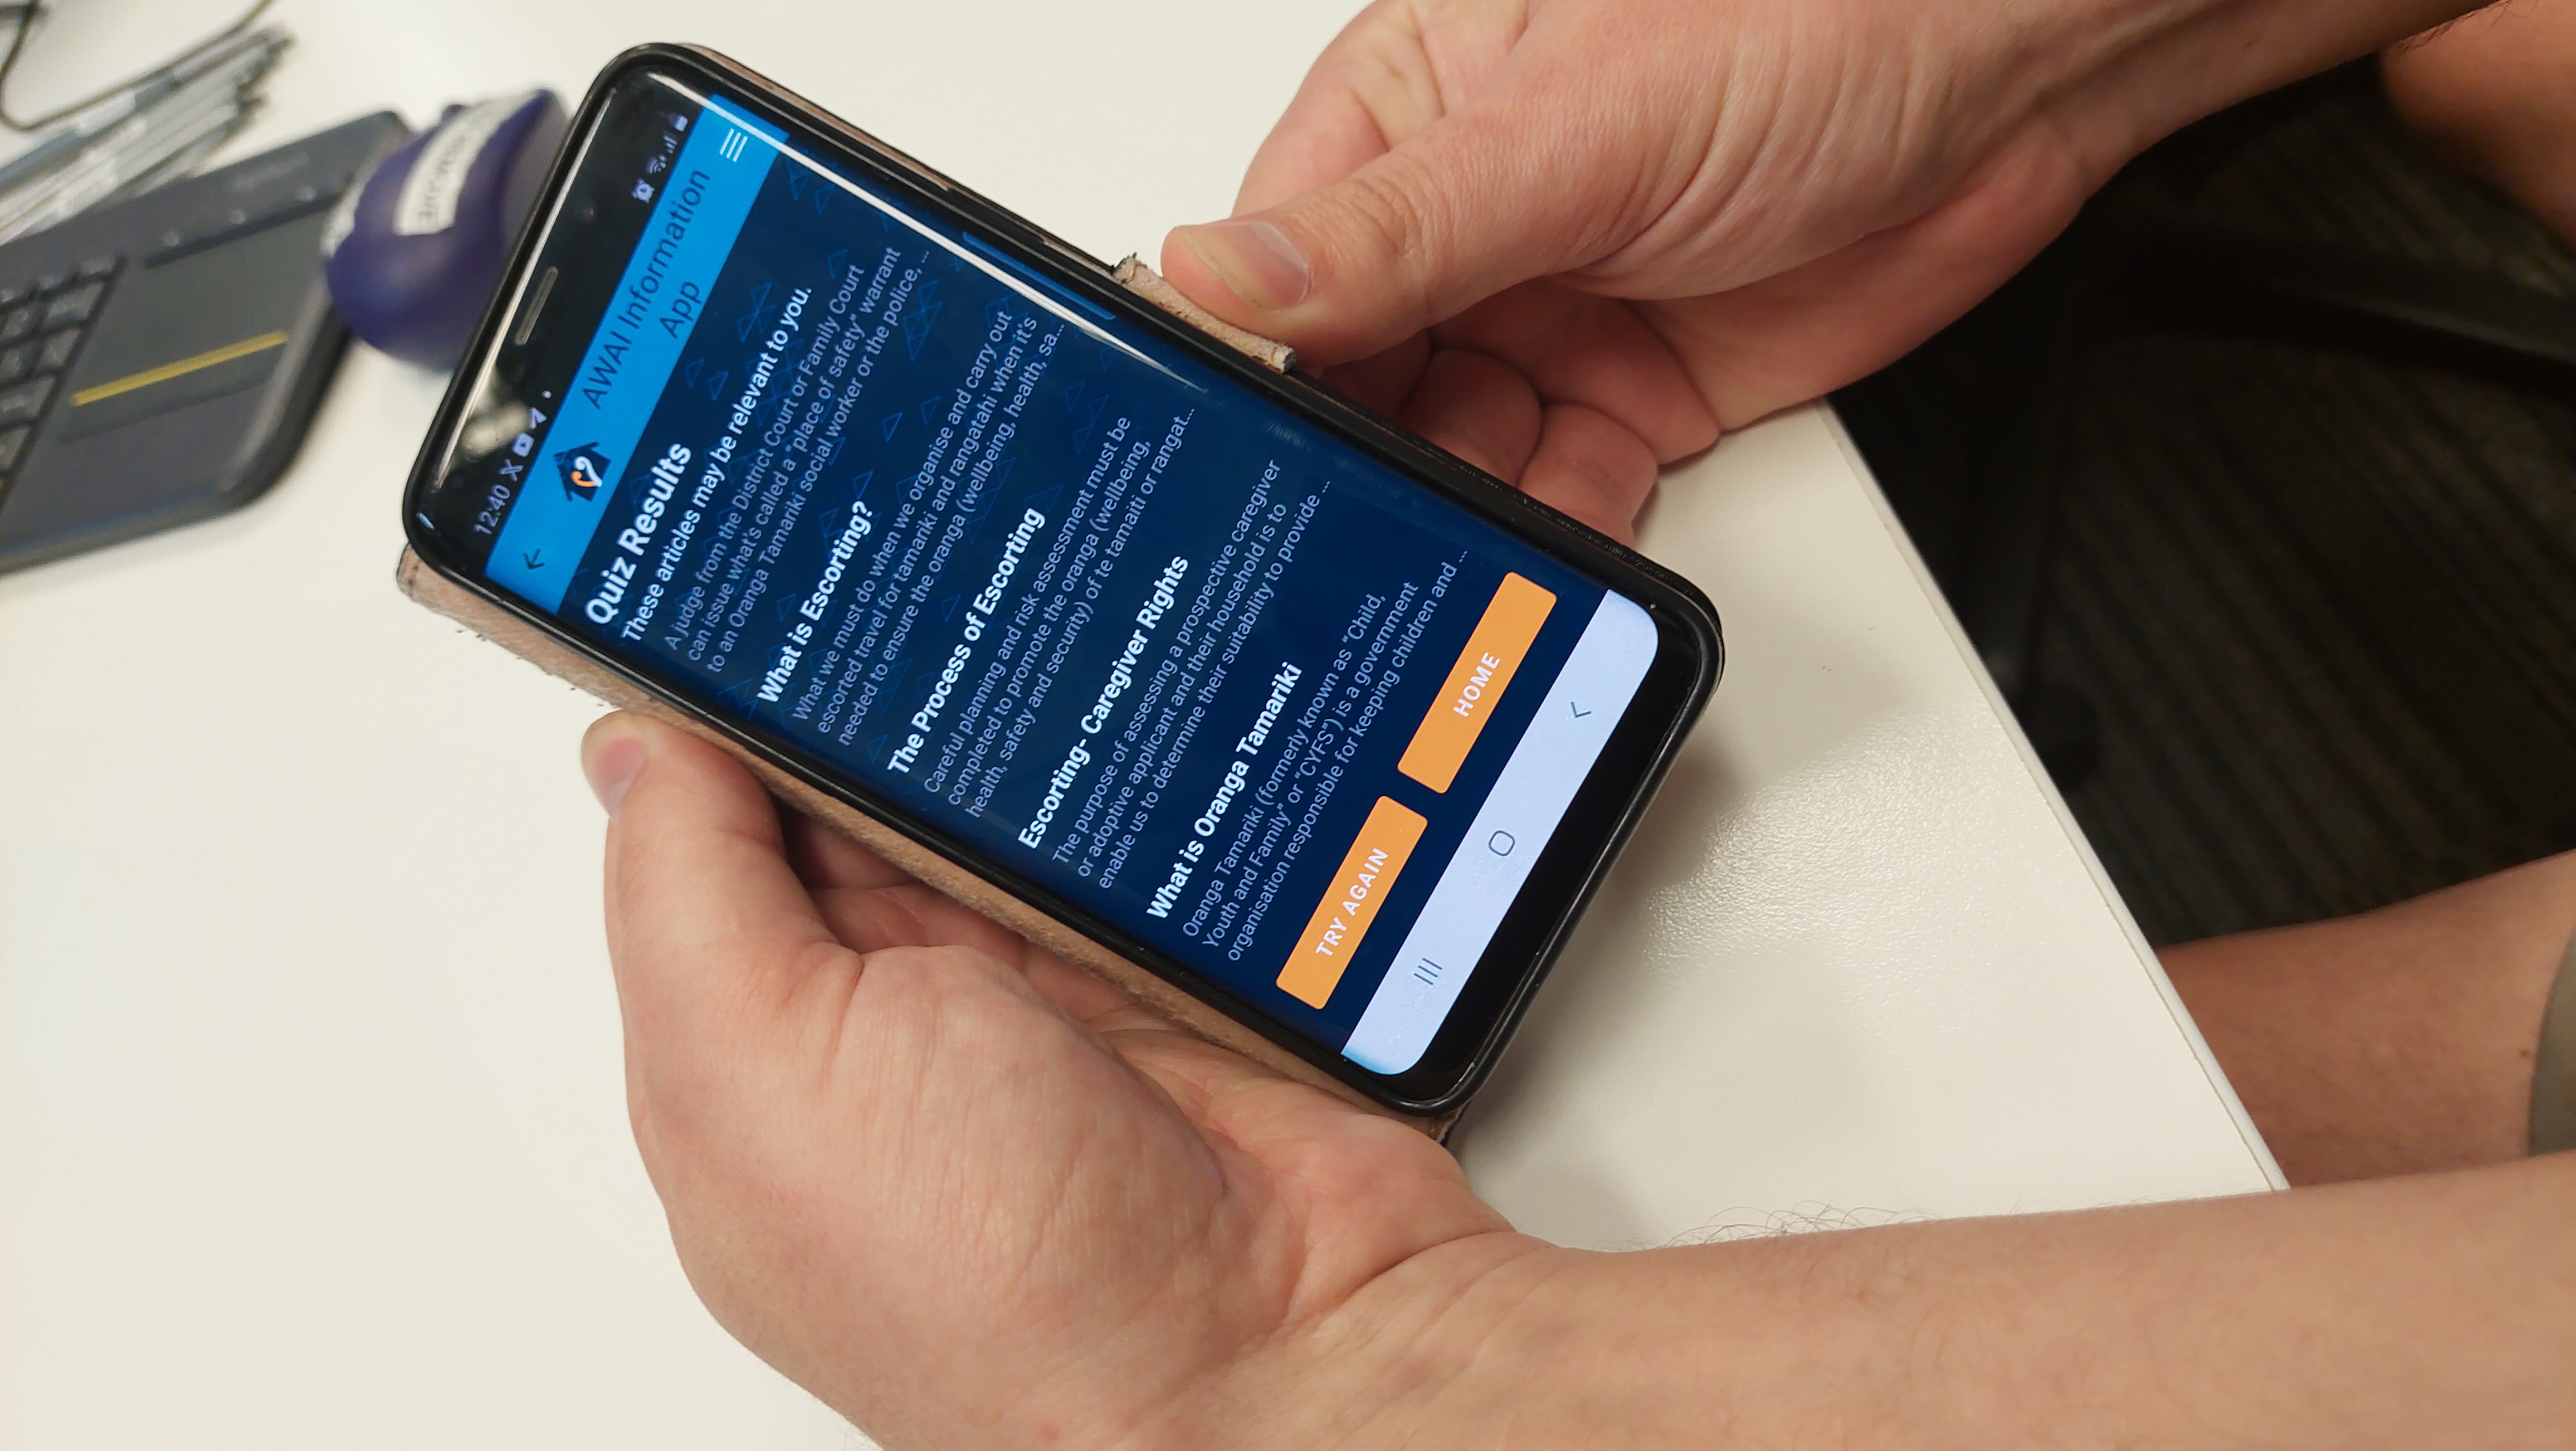 12:40
AWAI Information
App
Quiz Results
These articles may be relevant to you.
A judge from the District Court or Family Court
can issue what's called a "place of safety" warrant
to an Oranga Tamariki social worker or the police, ...
What is Escorting?
What we must do when we organise and carry out
escorted travel for tamariki and rangatahi when it's
needed to ensure the oranga (wellbeing, health, sa...
The Process of Escorting
Careful planning and risk assessment must be
completed to promote the oranga (wellbeing,
health, safety and security) of te tamaiti or rangat...
Escorting- Caregiver Rights
The purpose of assessing a prospective caregiver
or adoptive applicant and their household is to
enable us to determine their suitability to provide ...
What is Oranga Tamariki
Oranga Tamariki (formerly known as "Child,
Youth and Family" or "CYFS") is a government
organisation responsible for keeping children and ...
TRY AGAIN
HOME